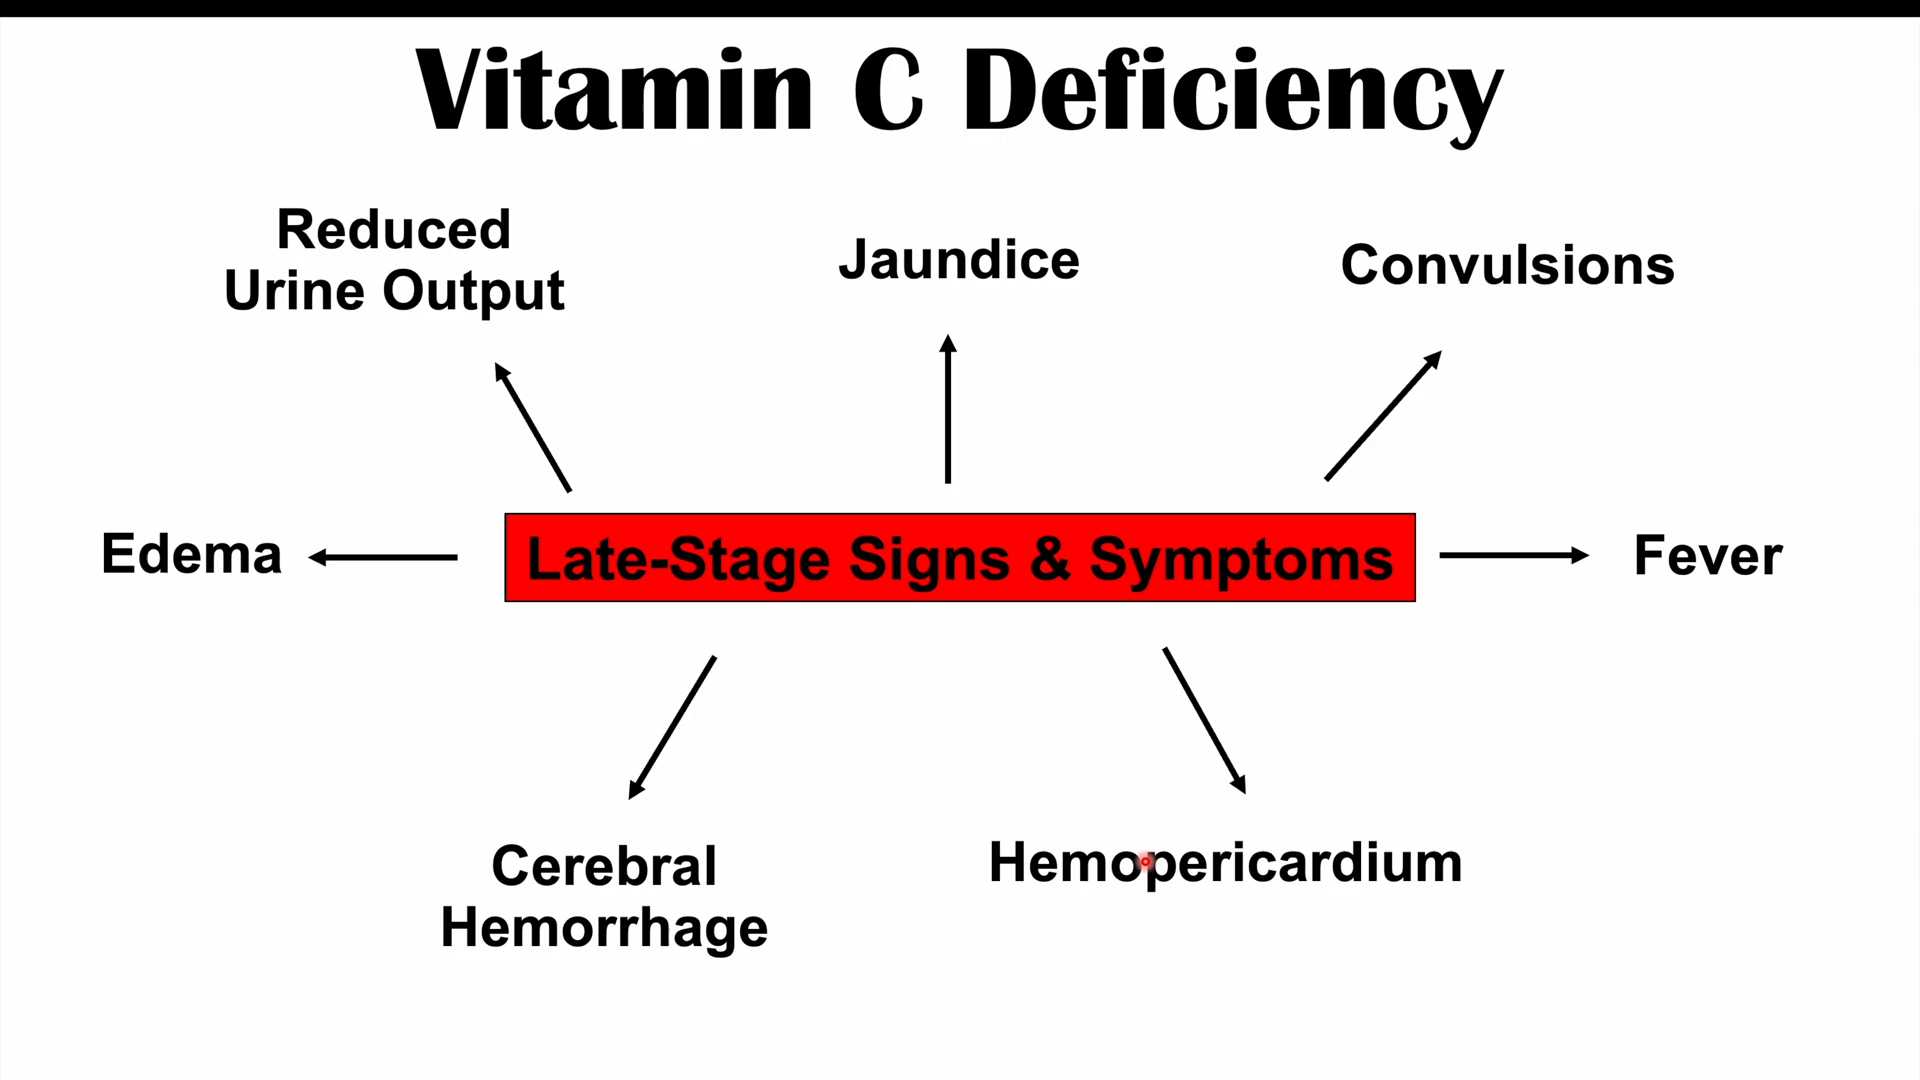 Vitamin C Deficiency
Reduced
Urine Output
Jaundice
Convulsions
Edema
Late-Stage Signs & Symptoms
Fever
Cerebral
Hemorrhage
Hemopericardium